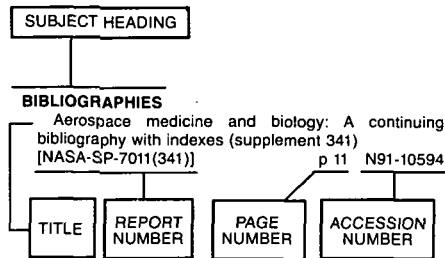 SUBJECT HEADING
BIBLIOGRAPHIES
Aerospace medicine and biology: A continuing
bibliography with indexes (supplement 341)
[NASA-SP-7011(341)] p 11 N91-10594
TITLE
REPORT
NUMBER
PAGE
NUMBER
ACCESSION
NUMBER